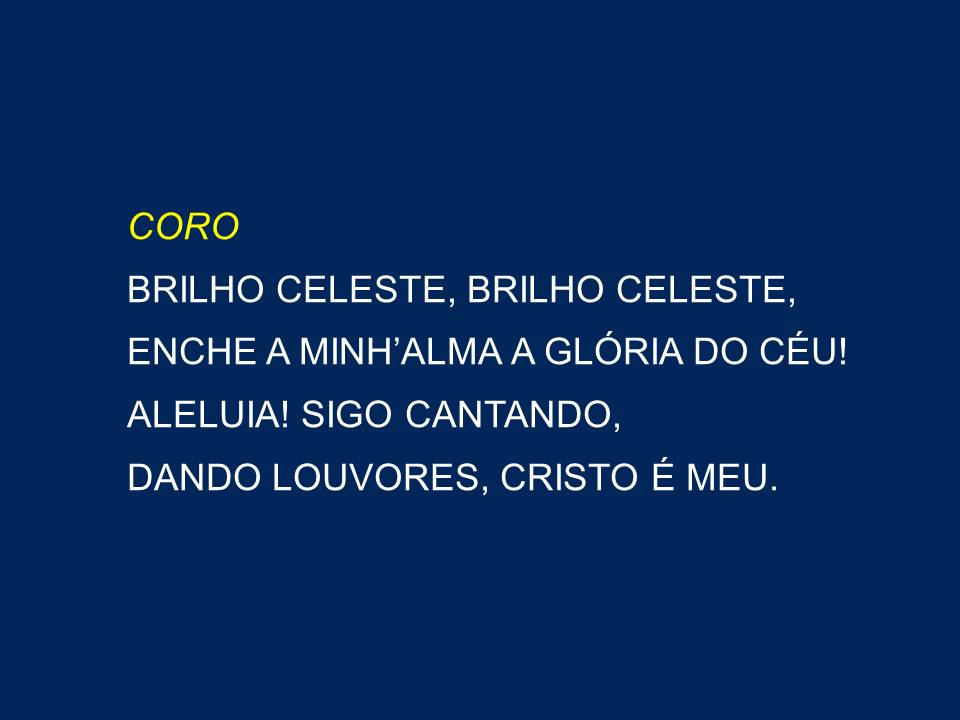 CORO
BRILHO CELESTE, BRILHO CELESTE,
ENCHE A MINH’ALMA A GLÓRIA DO CÉU!
ALELUIA! SIGO CANTANDO,
DANDO LOUVORES, CRISTO É MEU.